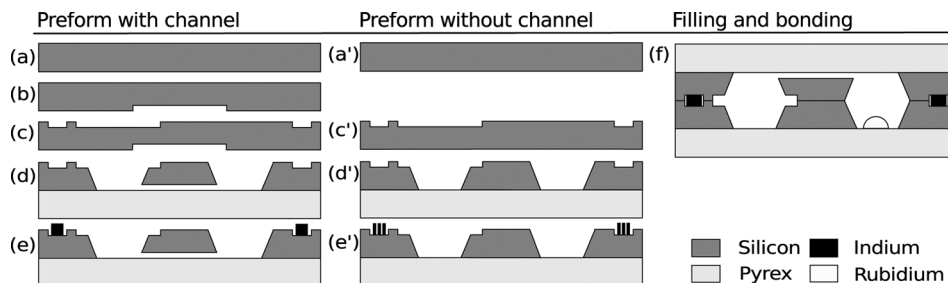 Preform with channel
Preform without channel
Filling and bonding
(a)
(b)
(c)
(d)
(e)
(a')
(c')
(d')
(e')
(f)
Silicon
Indium
Pyrex
Rubidium